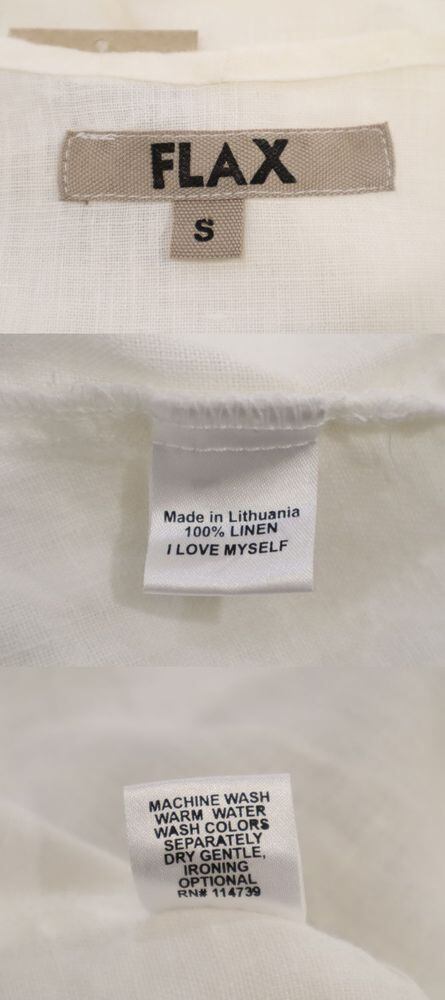 FLAX
S
Made in Lithuania
100% LINEN
I LOVE MYSELF
MACHINE WASH
WARM WATER
WASH COLORS
SEPARATELY
DRY GENTLE,
IRONING
OPTIONAL
RN# 114739